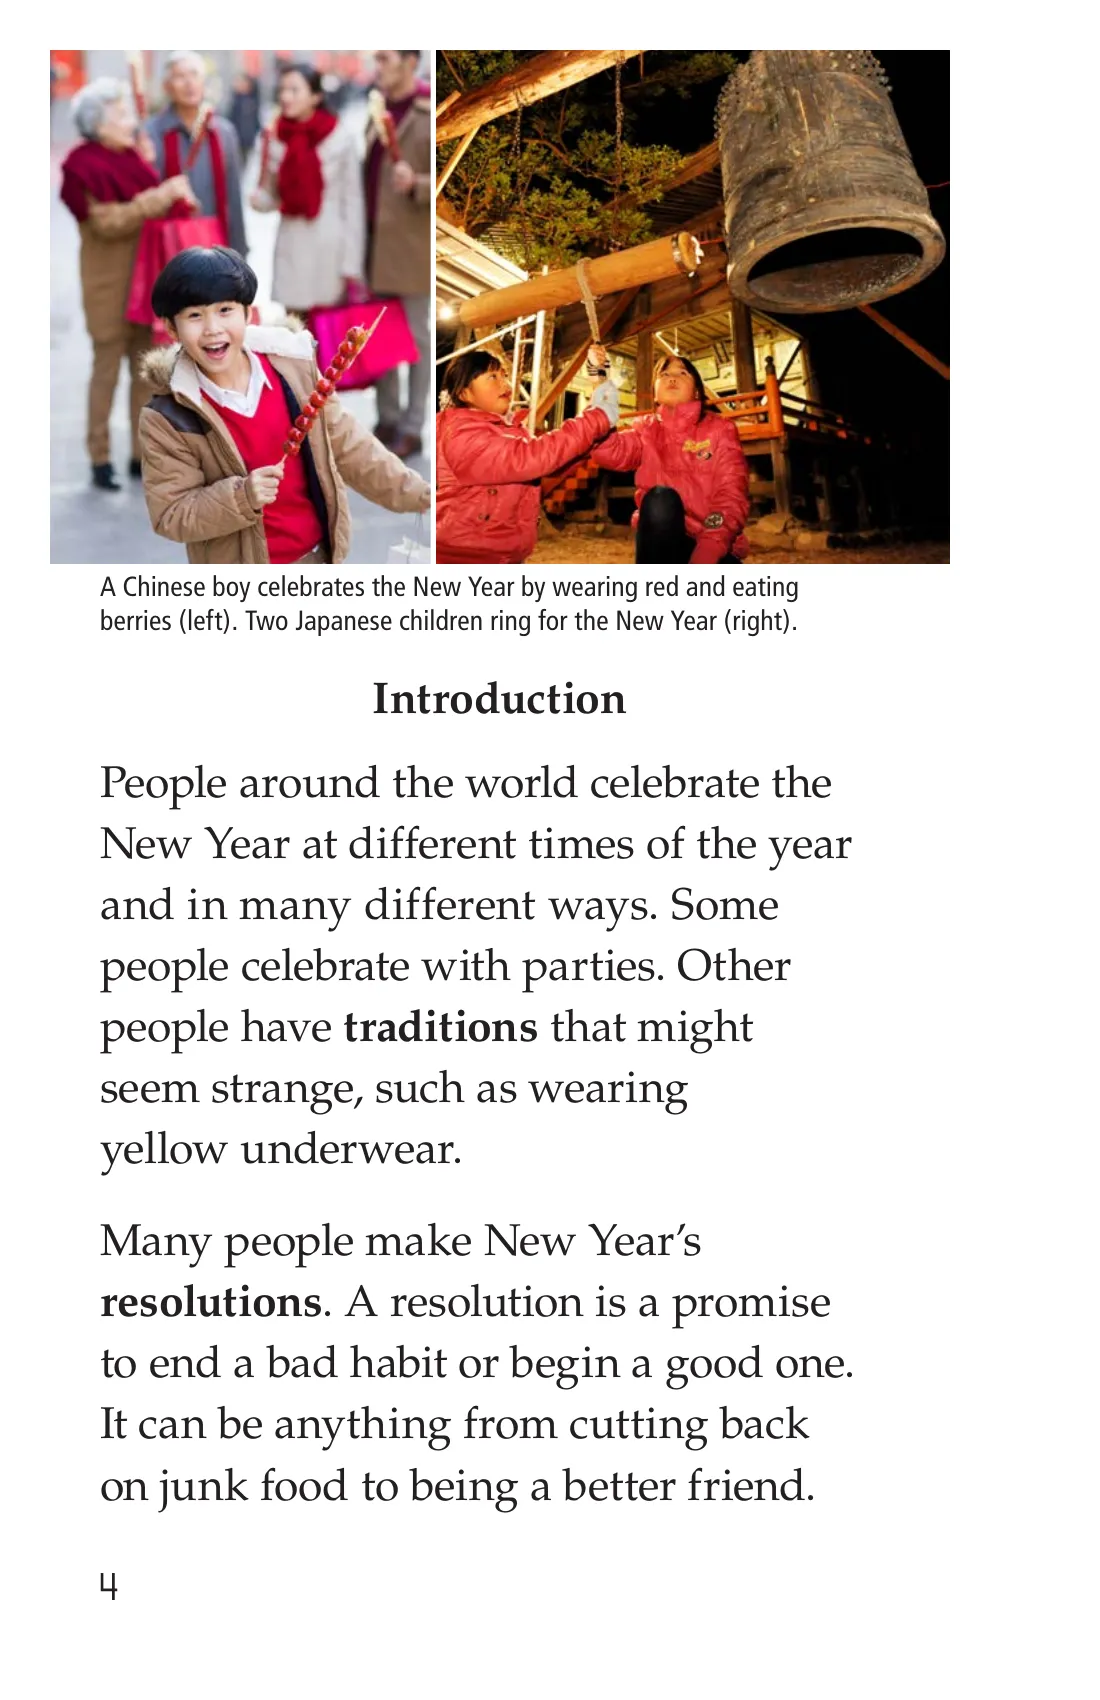 A Chinese boy celebrates the New Year by wearing red and eating
berries (left). Two Japanese children ring for the New Year (right).
Introduction
People around the world celebrate the
New Year at different times of the year
and in many different ways. Some
people celebrate with parties. Other
people have traditions that might
seem strange, such as wearing
yellow underwear.
Many people make New Year’s
resolutions. A resolution is a promise
to end a bad habit or begin a good one.
It can be anything from cutting back
on junk food to being a better friend.
4